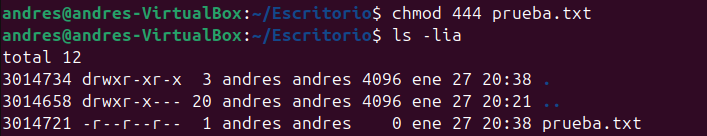 andres@andres-VirtualBox:~/Escritorio$ chmod 444 prueba.txt
andres@andres-VirtualBox:~/Escritorio$ ls -lia
total 12
3014734 drwxr-xr-x  3 andres andres 4096 ene 27 20:38 .
3014658 drwxr-x--- 20 andres andres 4096 ene 27 20:21 ..
3014721 -r--r--r--  1 andres andres    0 ene 27 20:38 prueba.txt